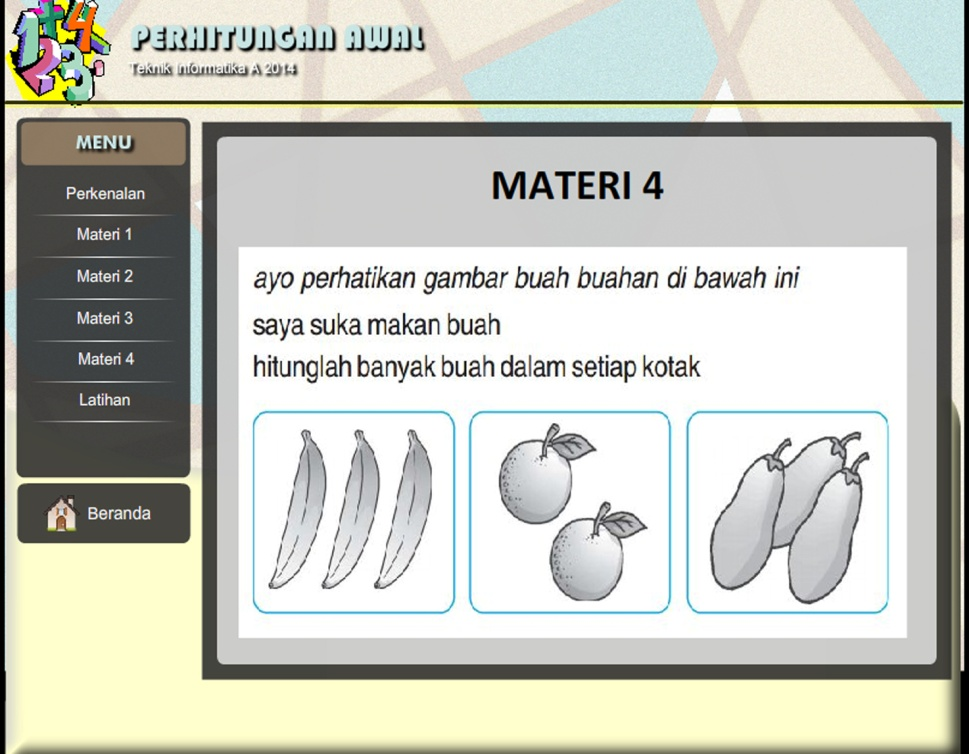 PERHITUNGAN AWAL
Teknik Informatika A 2014
MENU
Perkenalan
Materi 1
Materi 2
Materi 3
Materi 4
Latihan
Beranda
MATERI 4
ayo perhatikan gambar buah buahan di bawah ini
saya suka makan buah
hitunglah banyak buah dalam setiap kotak